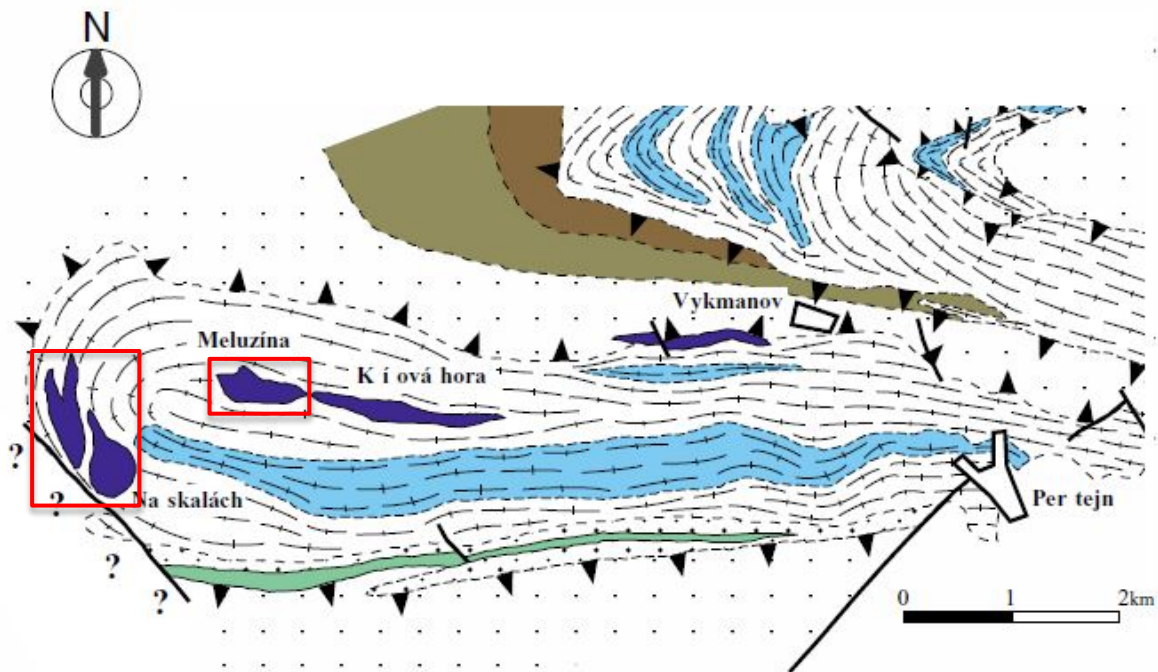 N
Vykmanov
Meluzína
K í ová hora
?
?
Na skalách
Per tejn
?
?
0 1 2km